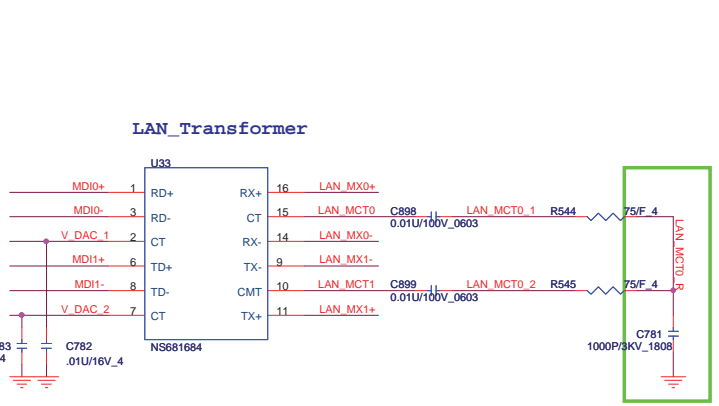 LAN_Transformer
U33
MDI0+ 1 RD+ RX+ 16 LAN_MX0+
MDI0- 3 RD- CT 15 LAN_MCT0 C898 LAN_MCT0_1 R544 75/F_4
0.01U/100V_0603
V_DAC_1 2 CT RX- 14 LAN_MX0-
LAN_MCT0_R
MDI1+ 6 TD+ TX- 9 LAN_MX1-
MDI1- 8 TD- CMT 10 LAN_MCT1 C899 LAN_MCT0_2 R545 75/F_4
0.01U/100V_0603
V_DAC_2 7 CT TX+ 11 LAN_MX1+
C781
83 C782 NS681684 1000P/3KV_1808
4 .01U/16V_4